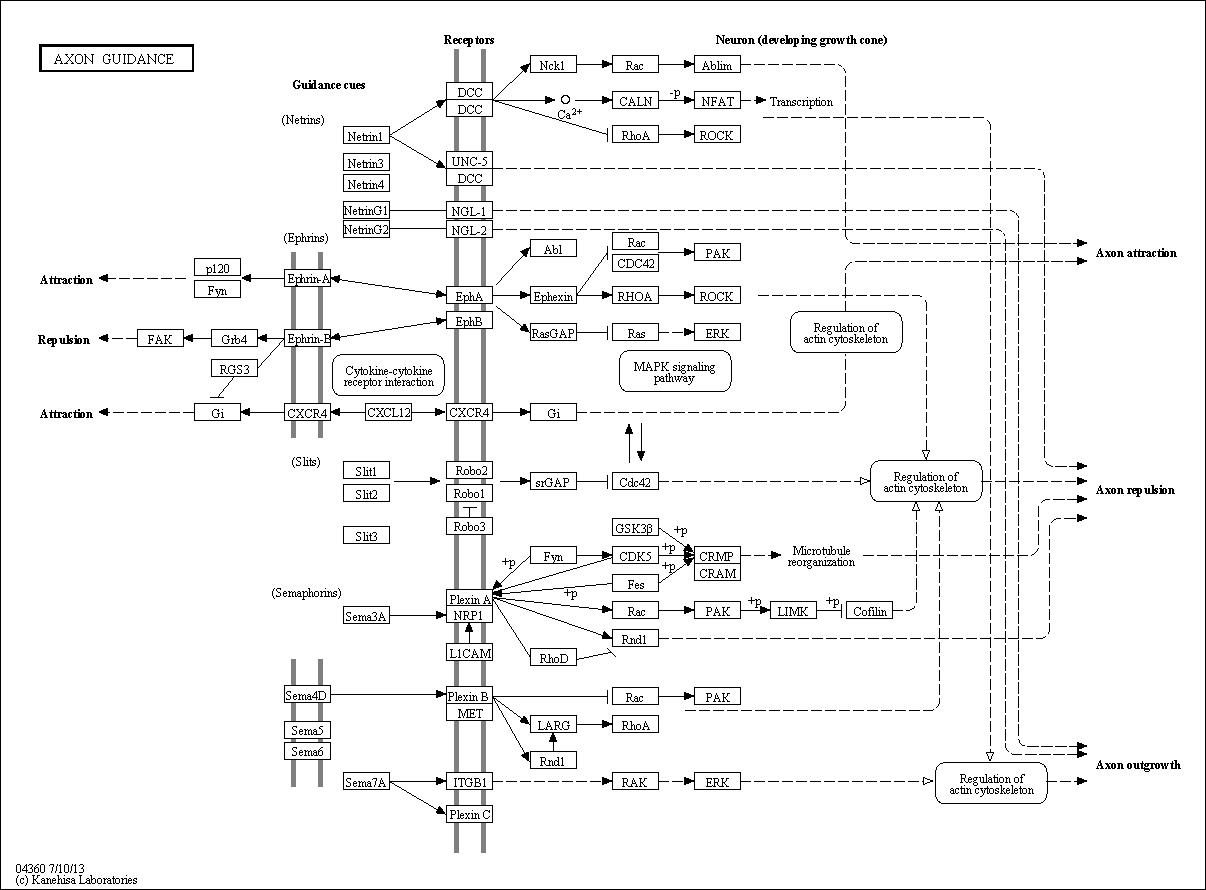 AXON GUIDANCE
Receptors
Neuron (developing growth cone)
Guidance cues
(Netrins)
Netrin1
Netrin3
Netrin4
NetrinG1
NetrinG2
DCC
DCC
UNC-5
DCC
NGL-1
NGL-2
Nck1
Rac
Ablim
Ca2+
CALN
-p
NFAT
Transcription
RhoA
ROCK
(Ephrins)
Attraction
p120
Fyn
Ephrin-A
EphA
Abl
Rac
CDC42
PAK
Ephexin
RHOA
ROCK
Axon attraction
Repulsion
FAK
Grb4
Ephrin-B
EphB
RasGAP
Ras
ERK
Regulation of
actin cytoskeleton
RGS3
Cytokine-cytokine
receptor interaction
MAPK signaling
pathway
Attraction
Gi
CXCR4
CXCL12
CXCR4
Gi
(Slits)
Slit1
Slit2
Slit3
Robo2
Robo1
Robo3
srGAP
Cdc42
Regulation of
actin cytoskeleton
Axon repulsion
GSK3β
+p
Fyn
+p
CDK5
+p
CRMP
CRAM
Microtubule
reorganization
Fes
+p
+p
(Semaphorins)
Sema3A
Plexin A
NRP1
L1CAM
Rac
PAK
+p
LIMK
+p
Cofilin
Rnd1
RhoD
Sema4D
Sema5
Sema6
Plexin B
MET
Rac
PAK
LARG
RhoA
Rnd1
Sema7A
ITGB1
Plexin C
RAK
ERK
Regulation of
actin cytoskeleton
Axon outgrowth
04360 7/10/13
(c) Kanehisa Laboratories